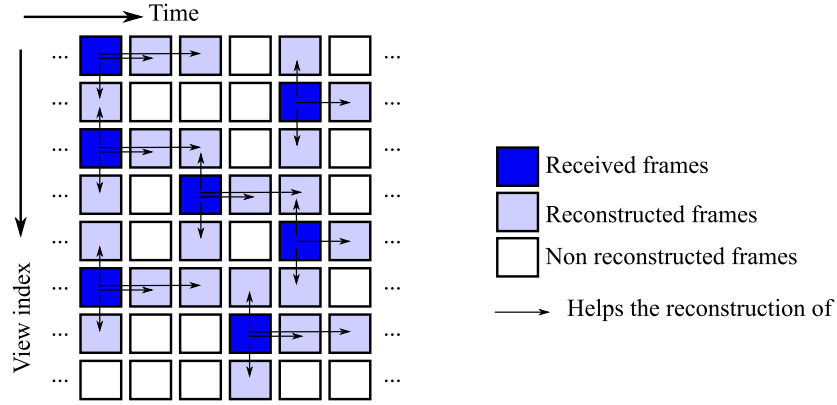 Time
View index
... ...
... ...
... ...
... ...
... ...
... ...
... ...
... ...
Received frames
Reconstructed frames
Non reconstructed frames
Helps the reconstruction of